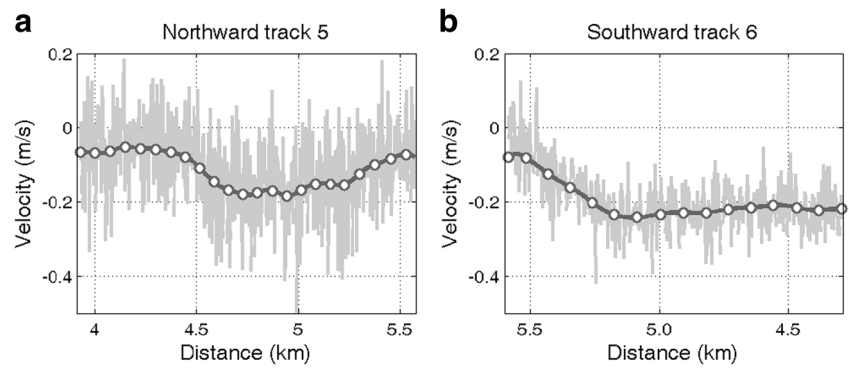 a
Northward track 5
Velocity (m/s)
0.2
0
-0.2
-0.4
4
4.5
5
5.5
Distance (km)
b
Southward track 6
Velocity (m/s)
0.2
0
-0.2
-0.4
5.5
5.0
4.5
Distance (km)